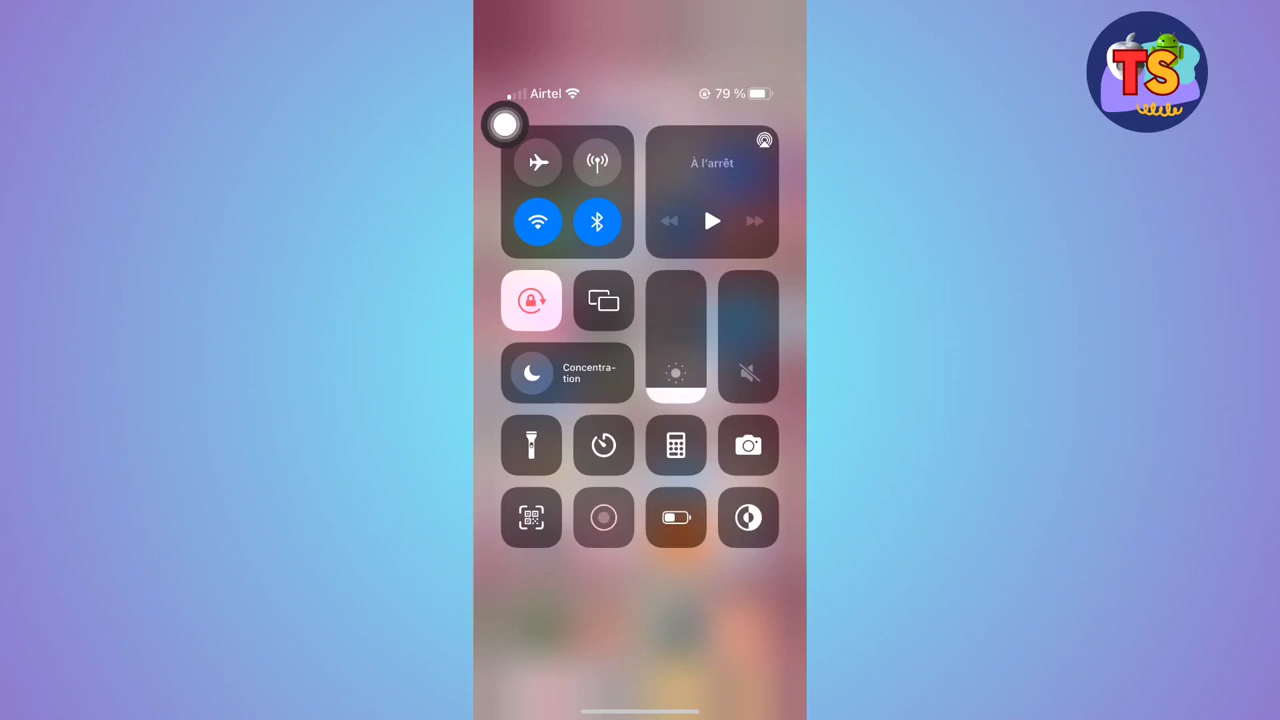 TS
Airtel
79 %
À l'arrêt
Concentra-
tion